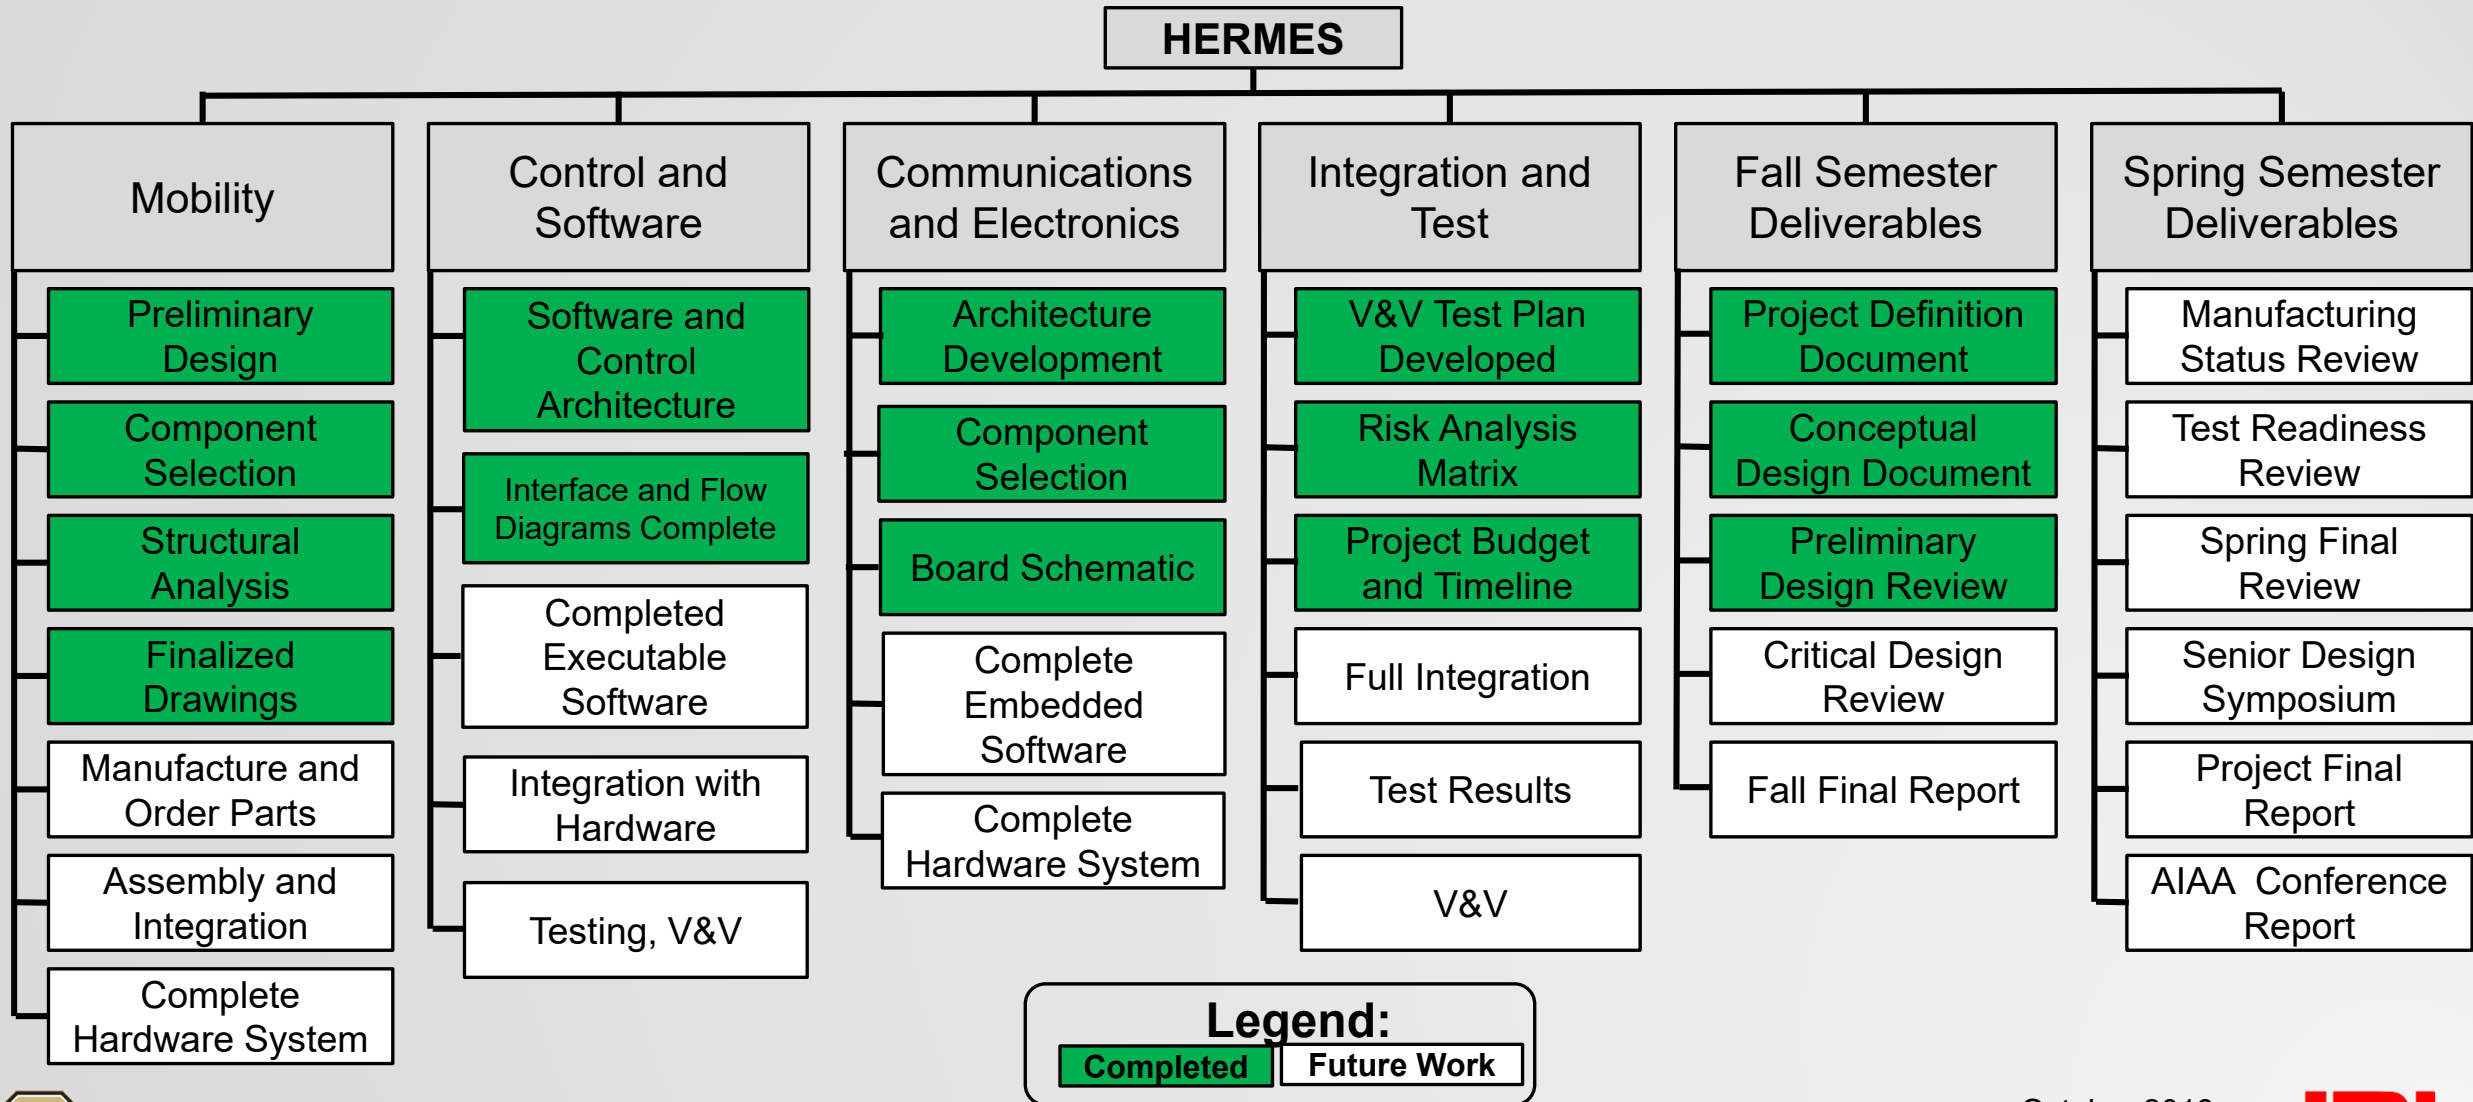 HERMES
Mobility
Preliminary
Design
Component
Selection
Structural
Analysis
Finalized
Drawings
Manufacture and
Order Parts
Assembly and
Integration
Complete
Hardware System
Control and
Software
Software and
Control
Architecture
Interface and Flow
Diagrams Complete
Completed
Executable
Software
Integration with
Hardware
Testing, V&V
Communications
and Electronics
Architecture
Development
Component
Selection
Board Schematic
Complete
Embedded
Software
Complete
Hardware System
Integration and
Test
V&V Test Plan
Developed
Risk Analysis
Matrix
Project Budget
and Timeline
Full Integration
Test Results
V&V
Fall Semester
Deliverables
Project Definition
Document
Conceptual
Design Document
Preliminary
Design Review
Critical Design
Review
Fall Final Report
Spring Semester
Deliverables
Manufacturing
Status Review
Test Readiness
Review
Spring Final
Review
Senior Design
Symposium
Project Final
Report
AIAA  Conference
Report
Legend:
Completed
Future Work